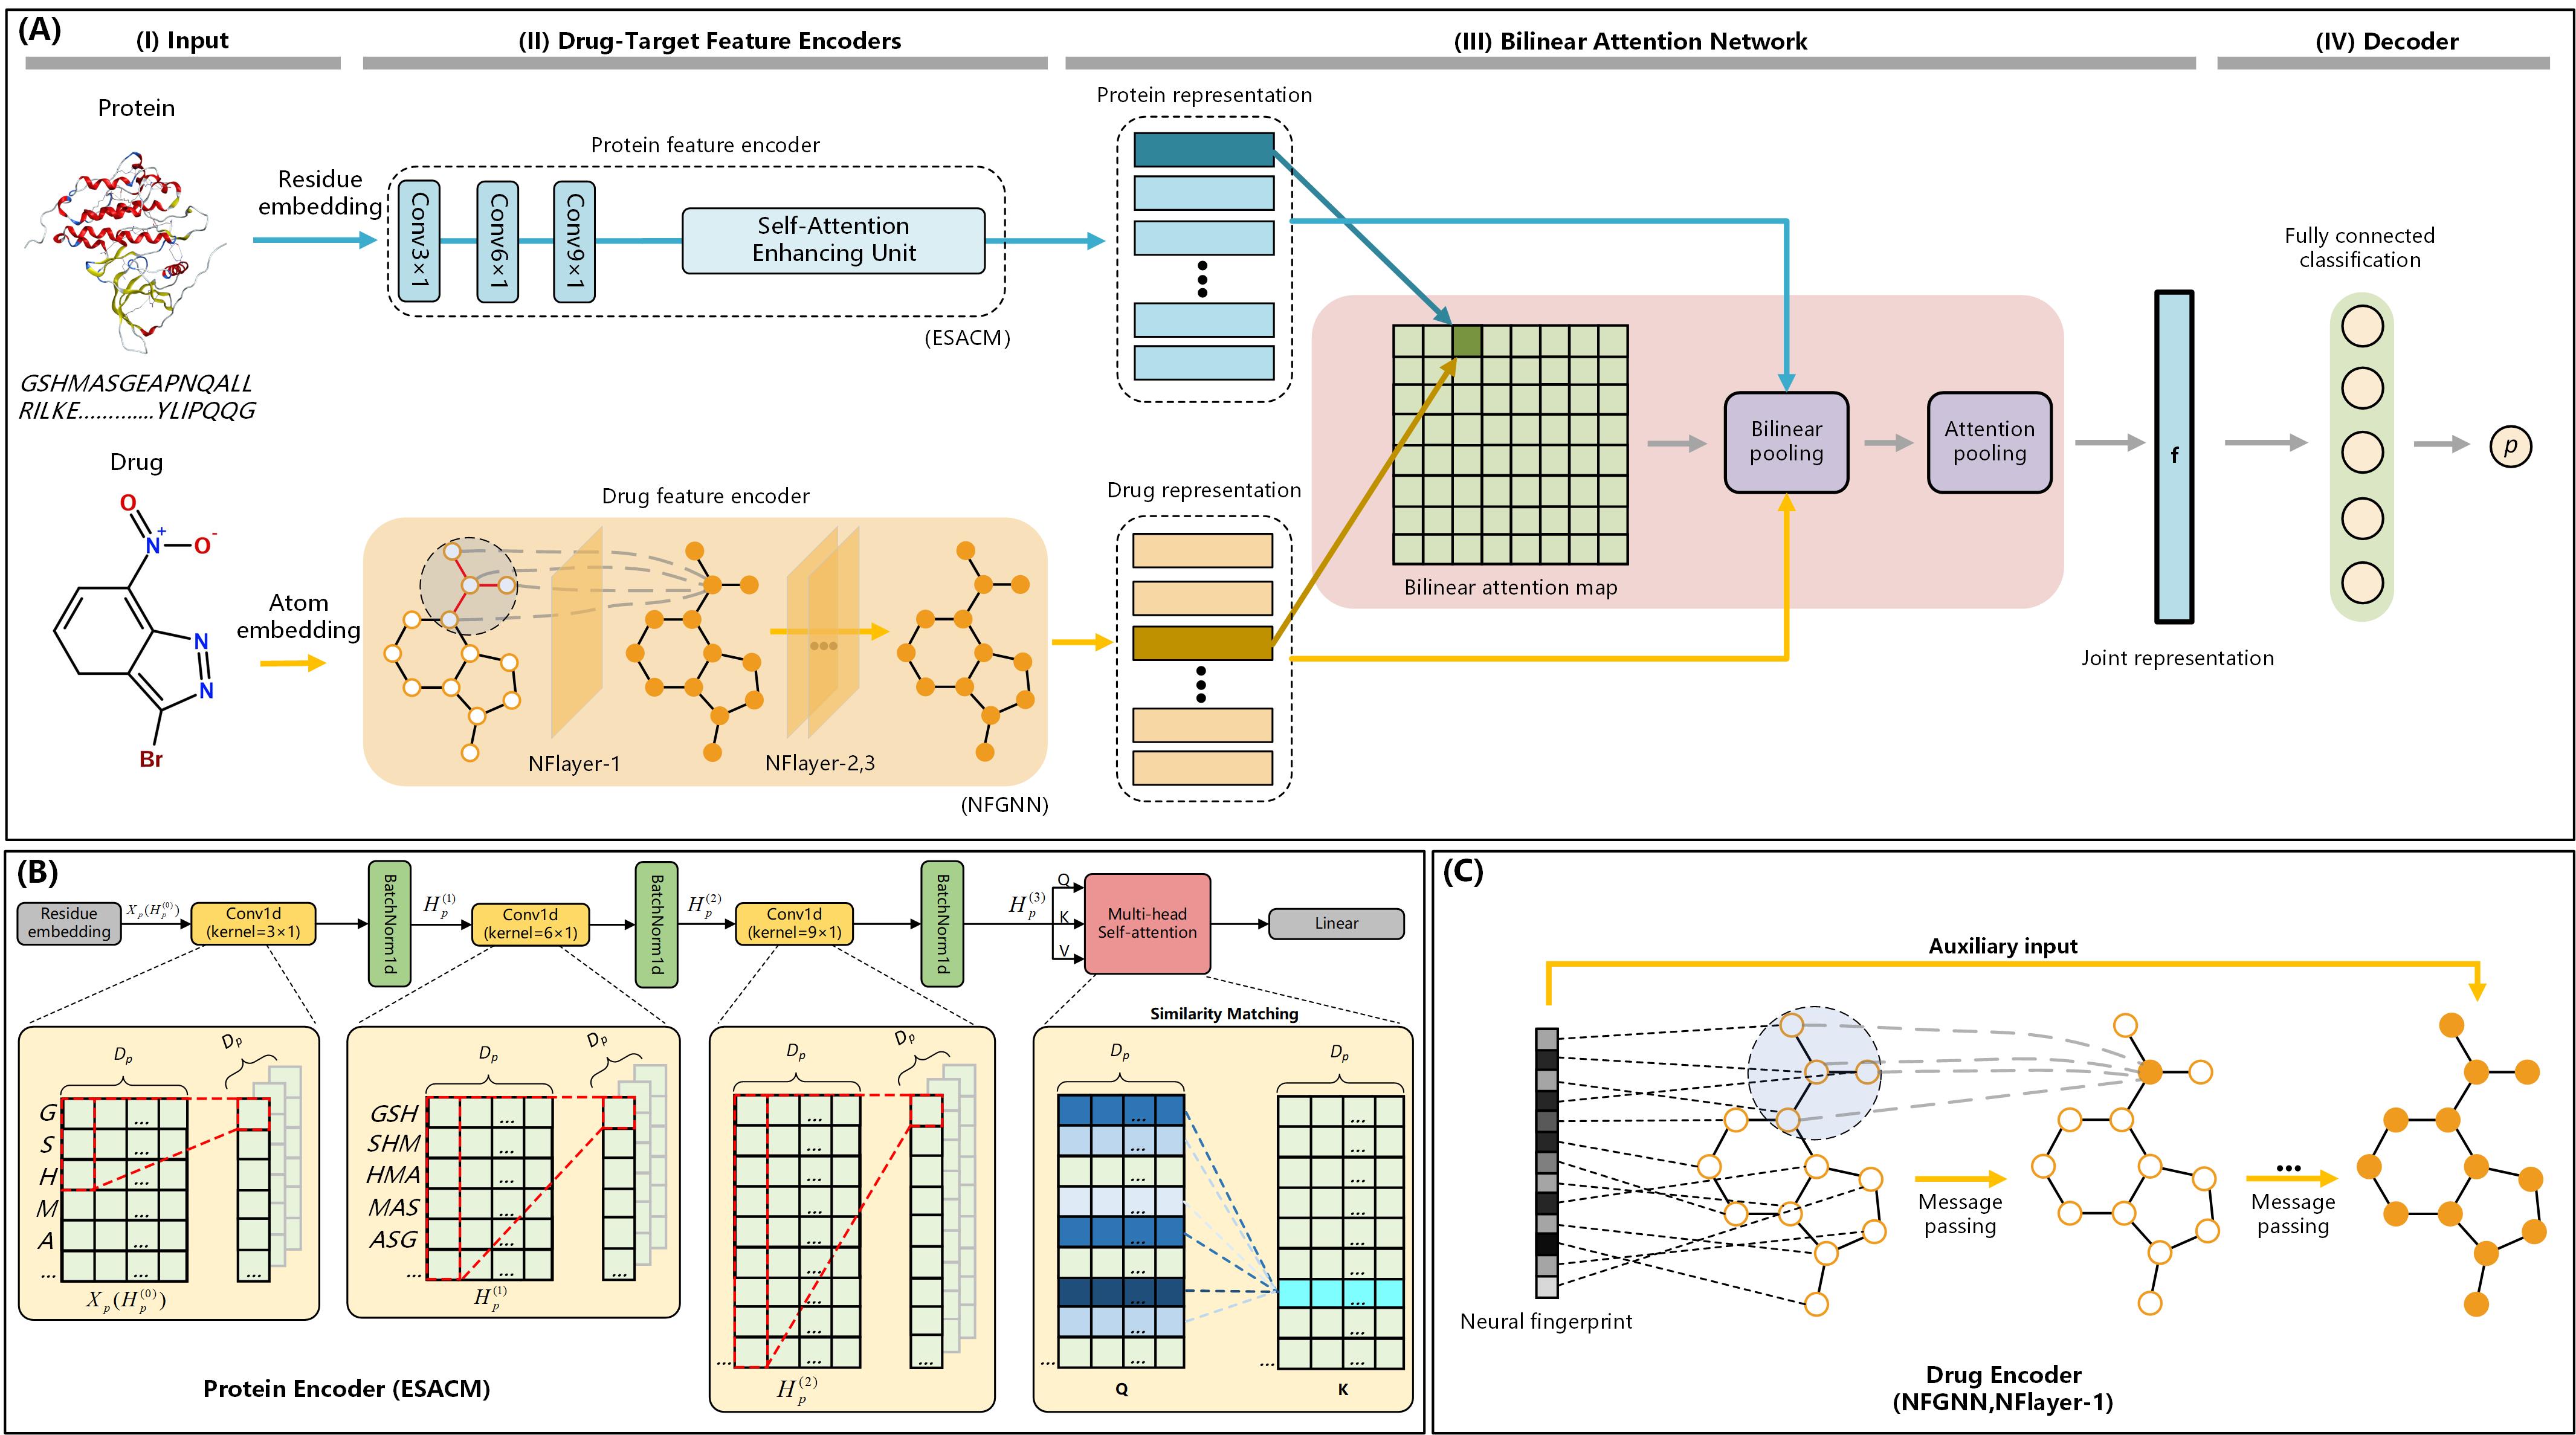 (A)
(I) Input
(II) Drug-Target Feature Encoders
(III) Bilinear Attention Network
(IV) Decoder
Protein
Residue
embedding
GSHMASGEAPNQALL
RILKE.............YLIPQQG
Protein feature encoder
Conv3×1
Conv6×1
Conv9×1
Self-Attention
Enhancing Unit
(ESACM)
Protein representation
Drug
O
N+
O-
N
N
Br
Atom
embedding
Drug feature encoder
...
NFlayer-1
NFlayer-2,3
(NFGNN)
Drug representation
Bilinear attention map
Bilinear
pooling
Attention
pooling
f
Joint representation
Fully connected
classification
p
(B)
Residue
embedding
X_p(H_p^(0))
Conv1d
(kernel=3×1)
BatchNorm1d
H_p^(1)
Conv1d
(kernel=6×1)
BatchNorm1d
H_p^(2)
Conv1d
(kernel=9×1)
BatchNorm1d
H_p^(3)
Q
K
V
Multi-head
Self-attention
Linear
D_p
D_p
G
S
H
M
A
...
X_p(H_p^(0))
D_p
D_p
GSH
SHM
HMA
MAS
ASG
...
H_p^(1)
D_p
D_p
...
H_p^(2)
Similarity Matching
D_p
D_p
...
...
Q
K
Protein Encoder (ESACM)
(C)
Auxiliary input
Neural fingerprint
Message
passing
...
Message
passing
Drug Encoder
(NFGNN,NFlayer-1)